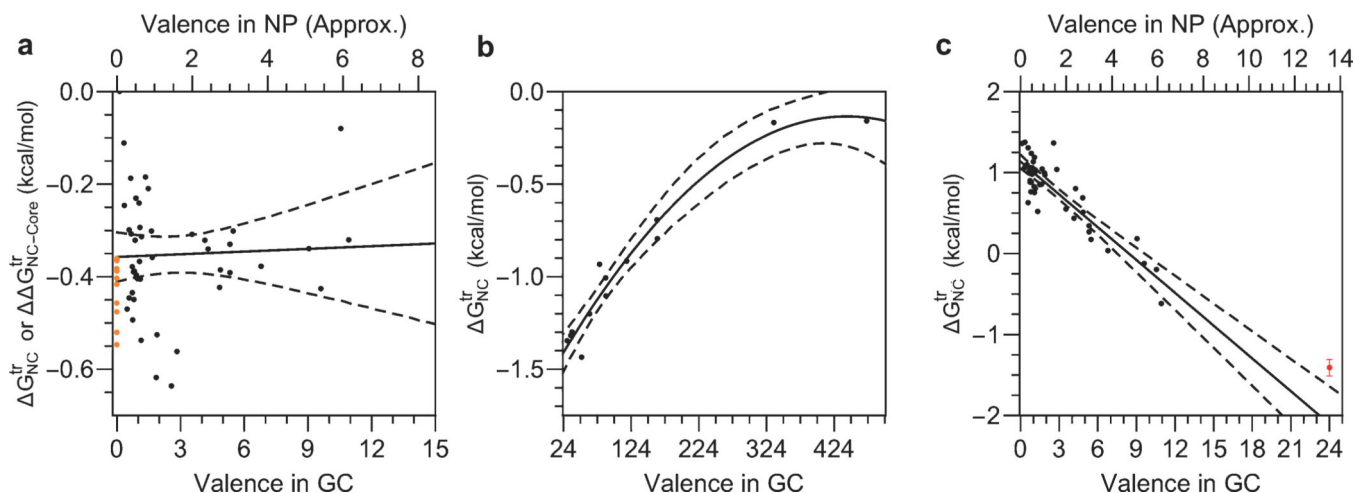 a
Valence in NP (Approx.)
0 2 4 6 8
ΔG^tr_NC or ΔΔG^tr_NC–Core (kcal/mol)
0.0
−0.2
−0.4
−0.6
0 3 6 9 12 15
Valence in GC
b
ΔG^tr_NC (kcal/mol)
0.0
−0.5
−1.0
−1.5
24 124 224 324 424
Valence in GC
c
Valence in NP (Approx.)
0 2 4 6 8 10 12 14
ΔG^tr_NC (kcal/mol)
2
1
0
−1
−2
0 3 6 9 12 15 18 21 24
Valence in GC